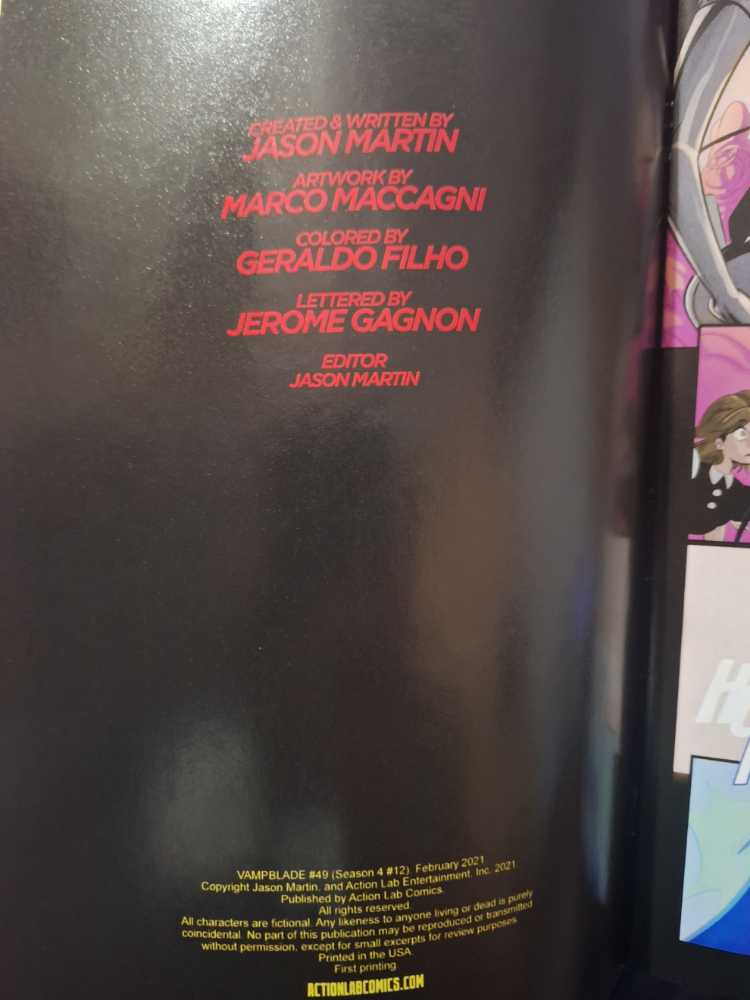 CREATED & WRITTEN BY
JASON MARTIN
ARTWORK BY
MARCO MACCAGNI
COLORED BY
GERALDO FILHO
LETTERED BY
JEROME GAGNON
EDITOR
JASON MARTIN
VAMPBLADE #49 (Season 4 #12). February 2021
Copyright Jason Martin, and Action Lab Entertainment, Inc. 2021.
Published by Action Lab Comics.
All rights reserved.
All characters are fictional. Any likeness to anyone living or dead is purely
coincidental. No part of this publication may be reproduced or transmitted
without permission, except for small excerpts for review purposes.
Printed in the USA.
First printing.
ACTIONLABCOMICS.COM